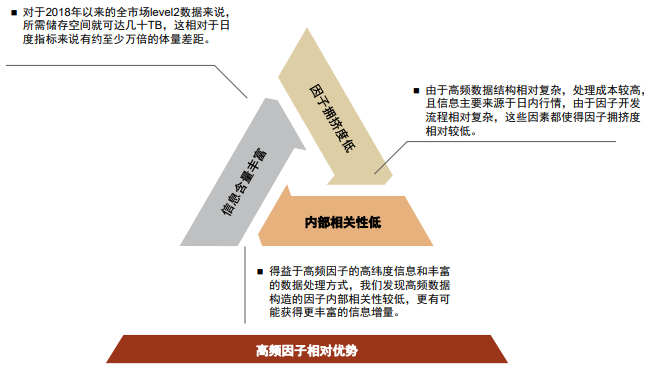 ■ 对于2018年以来的全市场level2数据来说，
所需储存空间就可达几十TB，这相对于日
度指标来说有约至少万倍的体量差距。
因子拥挤度低
■ 由于高频数据结构相对复杂，处理成本较高，
且信息主要来源于日内行情，由于因子开发
流程相对复杂，这些因素都使得因子拥挤度
相对较低。
信息含量丰富
内部相关性低
■ 得益于高频因子的高纬度信息和丰富
的数据处理方式，我们发现高频数据
构造的因子内部相关性较低，更有可
能获得更丰富的信息增量。
高频因子相对优势